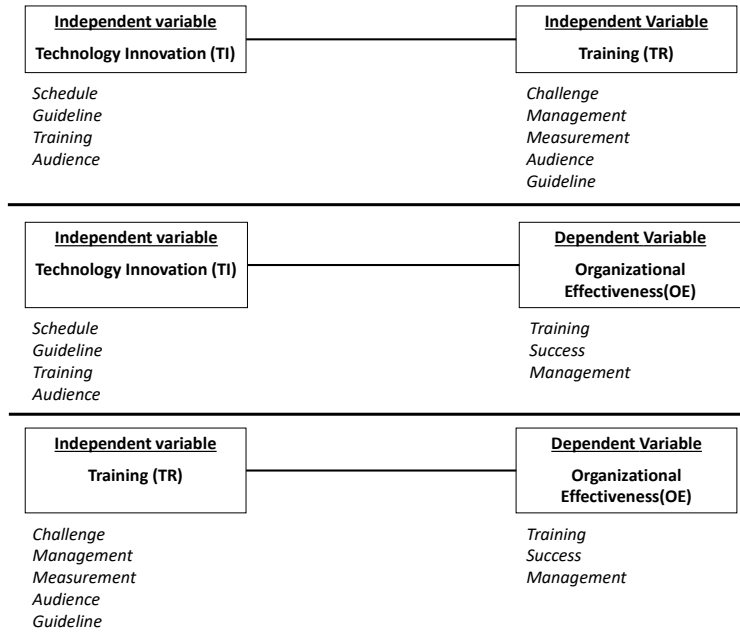 Independent variable
Technology Innovation (TI)
Schedule
Guideline
Training
Audience
Independent Variable
Training (TR)
Challenge
Management
Measurement
Audience
Guideline
Independent variable
Technology Innovation (TI)
Schedule
Guideline
Training
Audience
Dependent Variable
Organizational
Effectiveness(OE)
Training
Success
Management
Independent variable
Training (TR)
Challenge
Management
Measurement
Audience
Guideline
Dependent Variable
Organizational
Effectiveness(OE)
Training
Success
Management